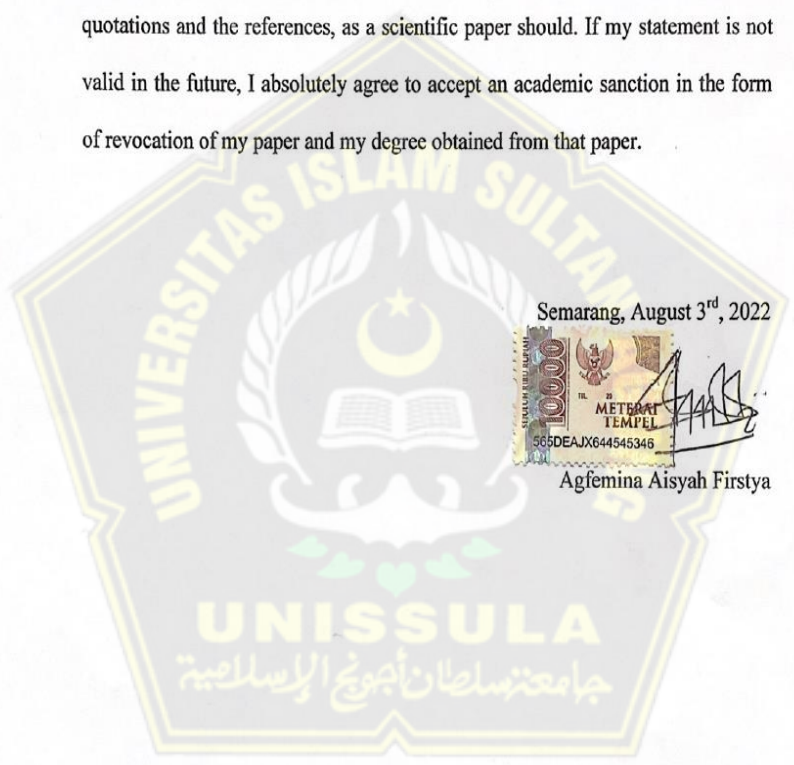 quotations and the references, as a scientific paper should. If my statement is not
valid in the future, I absolutely agree to accept an academic sanction in the form
of revocation of my paper and my degree obtained from that paper.
UNIVERSITAS ISLAM SULTAN AGUNG
Semarang, August 3rd, 2022
SEPULUH RIBU RUPIAH
10000
TGL. 20
METERAI
TEMPEL
565DEAJX644545346
Agfemina Aisyah Firstya
UNISSULA
جامعة سلطان أجونج الإسلامية